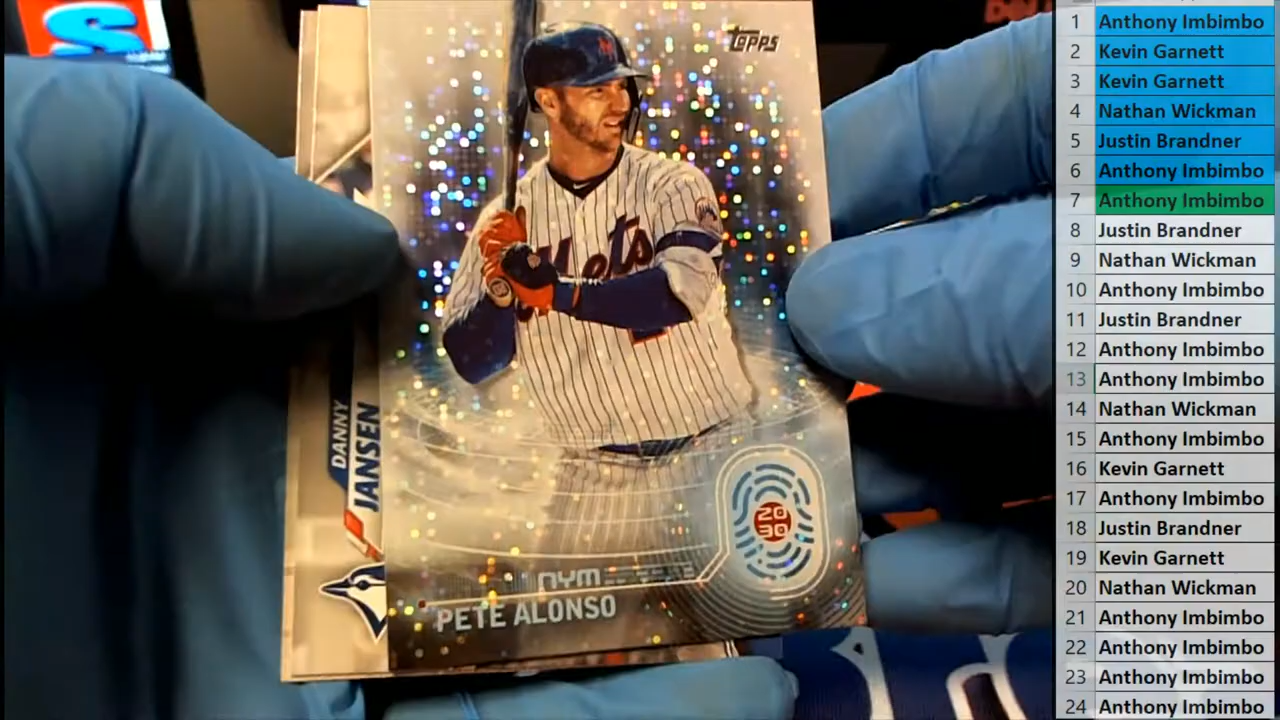 S
TOPPS
Mets
DANNY
JANSEN
20
30
NYM
PETE ALONSO
1 Anthony Imbimbo
2 Kevin Garnett
3 Kevin Garnett
4 Nathan Wickman
5 Justin Brandner
6 Anthony Imbimbo
7 Anthony Imbimbo
8 Justin Brandner
9 Nathan Wickman
10 Anthony Imbimbo
11 Justin Brandner
12 Anthony Imbimbo
13 Anthony Imbimbo
14 Nathan Wickman
15 Anthony Imbimbo
16 Kevin Garnett
17 Anthony Imbimbo
18 Justin Brandner
19 Kevin Garnett
20 Nathan Wickman
21 Anthony Imbimbo
22 Anthony Imbimbo
23 Anthony Imbimbo
24 Anthony Imbimbo